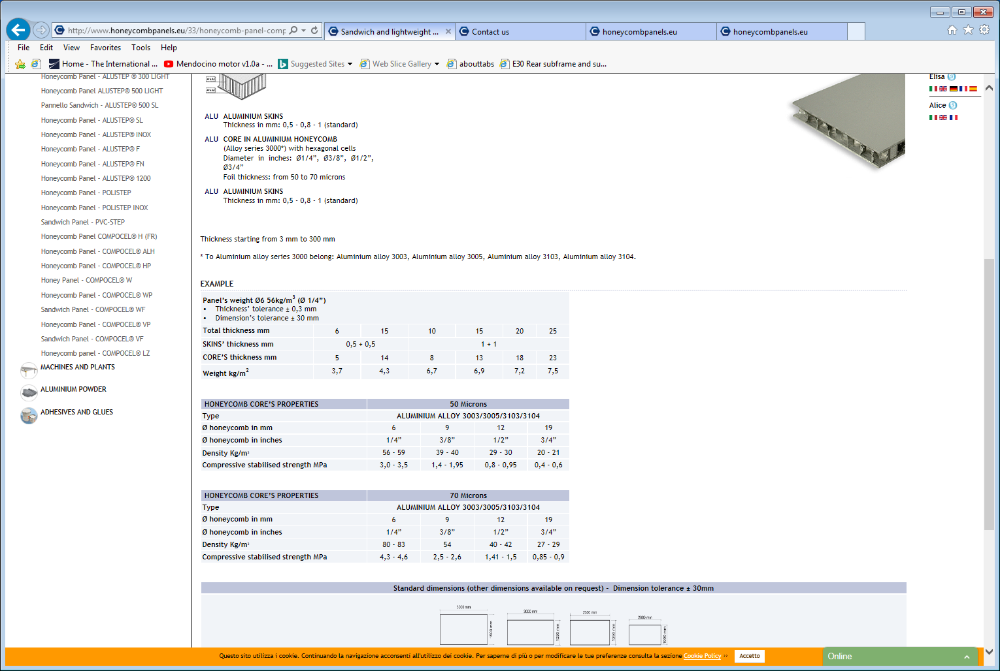 http://www.honeycombpanels.eu/33/honeycomb-panel-comp
Sandwich and lightweight ...
Contact us
honeycombpanels.eu
honeycombpanels.eu
File Edit View Favorites Tools Help
Home - The International ...
Mendocino motor v1.0a - ...
Suggested Sites
Web Slice Gallery
abouttabs
E30 Rear subframe and su...
Honeycomb Panel - ALUSTEP ® 300 LIGHT
Honeycomb Panel ALUSTEP® 500 LIGHT
Pannello Sandwich - ALUSTEP® 500 SL
Honeycomb Panel - ALUSTEP® SL
Honeycomb Panel - ALUSTEP® INOX
Honeycomb Panel - ALUSTEP® F
Honeycomb Panel - ALUSTEP® FN
Honeycomb Panel - ALUSTEP® 1200
Honeycomb Panel - POLISTEP
Honeycomb Panel - POLISTEP INOX
Sandwich Panel - PVC-STEP
Honeycomb Panel COMPOCEL® H (FR)
Honeycomb Panel - COMPOCEL® ALH
Honeycomb Panel - COMPOCEL® HP
Honey Panel - COMPOCEL® W
Honeycomb Panel - COMPOCEL® WP
Sandwich Panel - COMPOCEL® WF
Honeycomb Panel - COMPOCEL® VP
Sandwich Panel - COMPOCEL® VF
Honeycomb panel - COMPOCEL® LZ
MACHINES AND PLANTS
ALUMINIUM POWDER
ADHESIVES AND GLUES
ALU
ALU
ALU ALUMINIUM SKINS
Thickness in mm: 0,5 - 0,8 - 1 (standard)
ALU CORE IN ALUMINIUM HONEYCOMB
(Alloy series 3000*) with hexagonal cells
Diameter in inches: Ø1/4”, Ø3/8”, Ø1/2”,
Ø3/4”
Foil thickness: from 50 to 70 microns
ALU ALUMINIUM SKINS
Thickness in mm: 0,5 - 0,8 - 1 (standard)
Thickness starting from 3 mm to 300 mm
* To Aluminium alloy series 3000 belong: Aluminium alloy 3003, Aluminium alloy 3005, Aluminium alloy 3103, Aluminium alloy 3104.
EXAMPLE
Panel’s weight Ø6 56kg/m3 (Ø 1/4”)
• Thickness’ tolerance ± 0,3 mm
• Dimension’s tolerance ± 30 mm
Total thickness mm 6 15 10 15 20 25
SKINS’ thickness mm 0,5 + 0,5 1 + 1
CORE’S thickness mm 5 14 8 13 18 23
Weight kg/m2 3,7 4,3 6,7 6,9 7,2 7,5
HONEYCOMB CORE’S PROPERTIES 50 Microns
Type ALUMINIUM ALLOY 3003/3005/3103/3104
Ø honeycomb in mm 6 9 12 19
Ø honeycomb in inches 1/4” 3/8” 1/2” 3/4”
Density Kg/m³ 56 - 59 39 - 40 29 - 30 20 - 21
Compressive stabilised strength MPa 3,0 - 3,5 1,4 - 1,95 0,8 - 0,95 0,4 - 0,6
HONEYCOMB CORE’S PROPERTIES 70 Microns
Type ALUMINIUM ALLOY 3003/3005/3103/3104
Ø honeycomb in mm 6 9 12 19
Ø honeycomb in inches 1/4” 3/8” 1/2” 3/4”
Density Kg/m³ 80 - 83 54 40 - 42 27 - 29
Compressive stabilised strength MPa 4,3 - 4,6 2,5 - 2,6 1,41 - 1,5 0,85 - 0,9
Standard dimensions (other dimensions available on request) - Dimension tolerance ± 30mm
3000 mm 2500 mm 2000 mm
1500 mm 1250 mm 1250 mm 1000 mm
Elisa
Alice
Questo sito utilizza i cookie. Continuando la navigazione acconsenti all'utilizzo dei cookie. Per saperne di più o per modificare le tue preferenze consulta la sezione Cookie Policy >> Accetto
Online